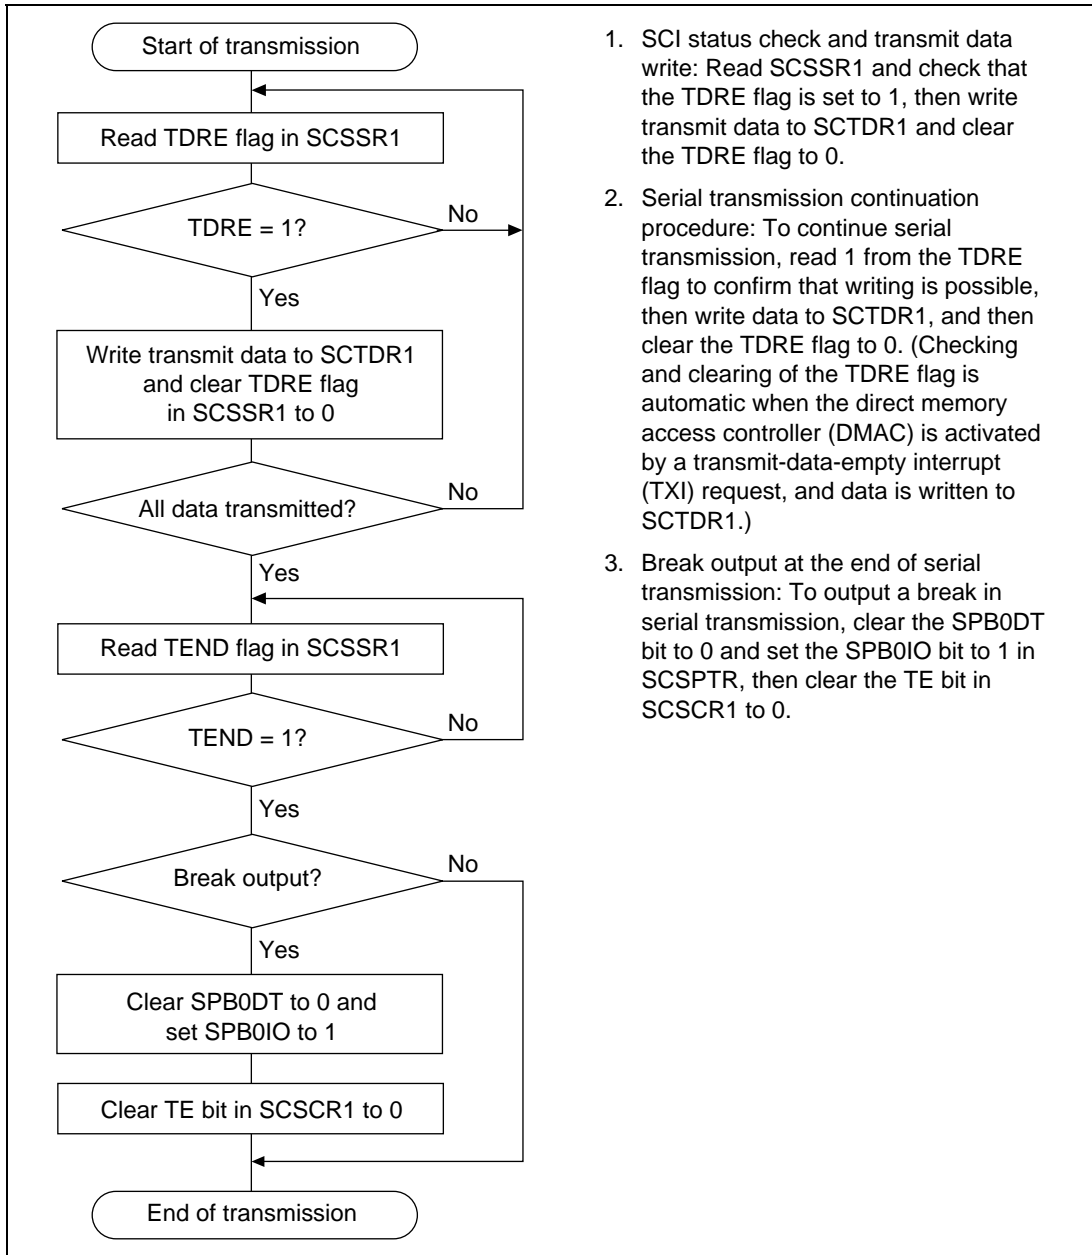 Start of transmission
Read TDRE flag in SCSSR1
TDRE = 1?
No
Yes
Write transmit data to SCTDR1
and clear TDRE flag
in SCSSR1 to 0
All data transmitted?
No
Yes
Read TEND flag in SCSSR1
TEND = 1?
No
Yes
Break output?
No
Yes
Clear SPB0DT to 0 and
set SPB0IO to 1
Clear TE bit in SCSCR1 to 0
End of transmission
1. SCI status check and transmit data
write: Read SCSSR1 and check that
the TDRE flag is set to 1, then write
transmit data to SCTDR1 and clear
the TDRE flag to 0.
2. Serial transmission continuation
procedure: To continue serial
transmission, read 1 from the TDRE
flag to confirm that writing is possible,
then write data to SCTDR1, and then
clear the TDRE flag to 0. (Checking
and clearing of the TDRE flag is
automatic when the direct memory
access controller (DMAC) is activated
by a transmit-data-empty interrupt
(TXI) request, and data is written to
SCTDR1.)
3. Break output at the end of serial
transmission: To output a break in
serial transmission, clear the SPB0DT
bit to 0 and set the SPB0IO bit to 1 in
SCSPTR, then clear the TE bit in
SCSCR1 to 0.